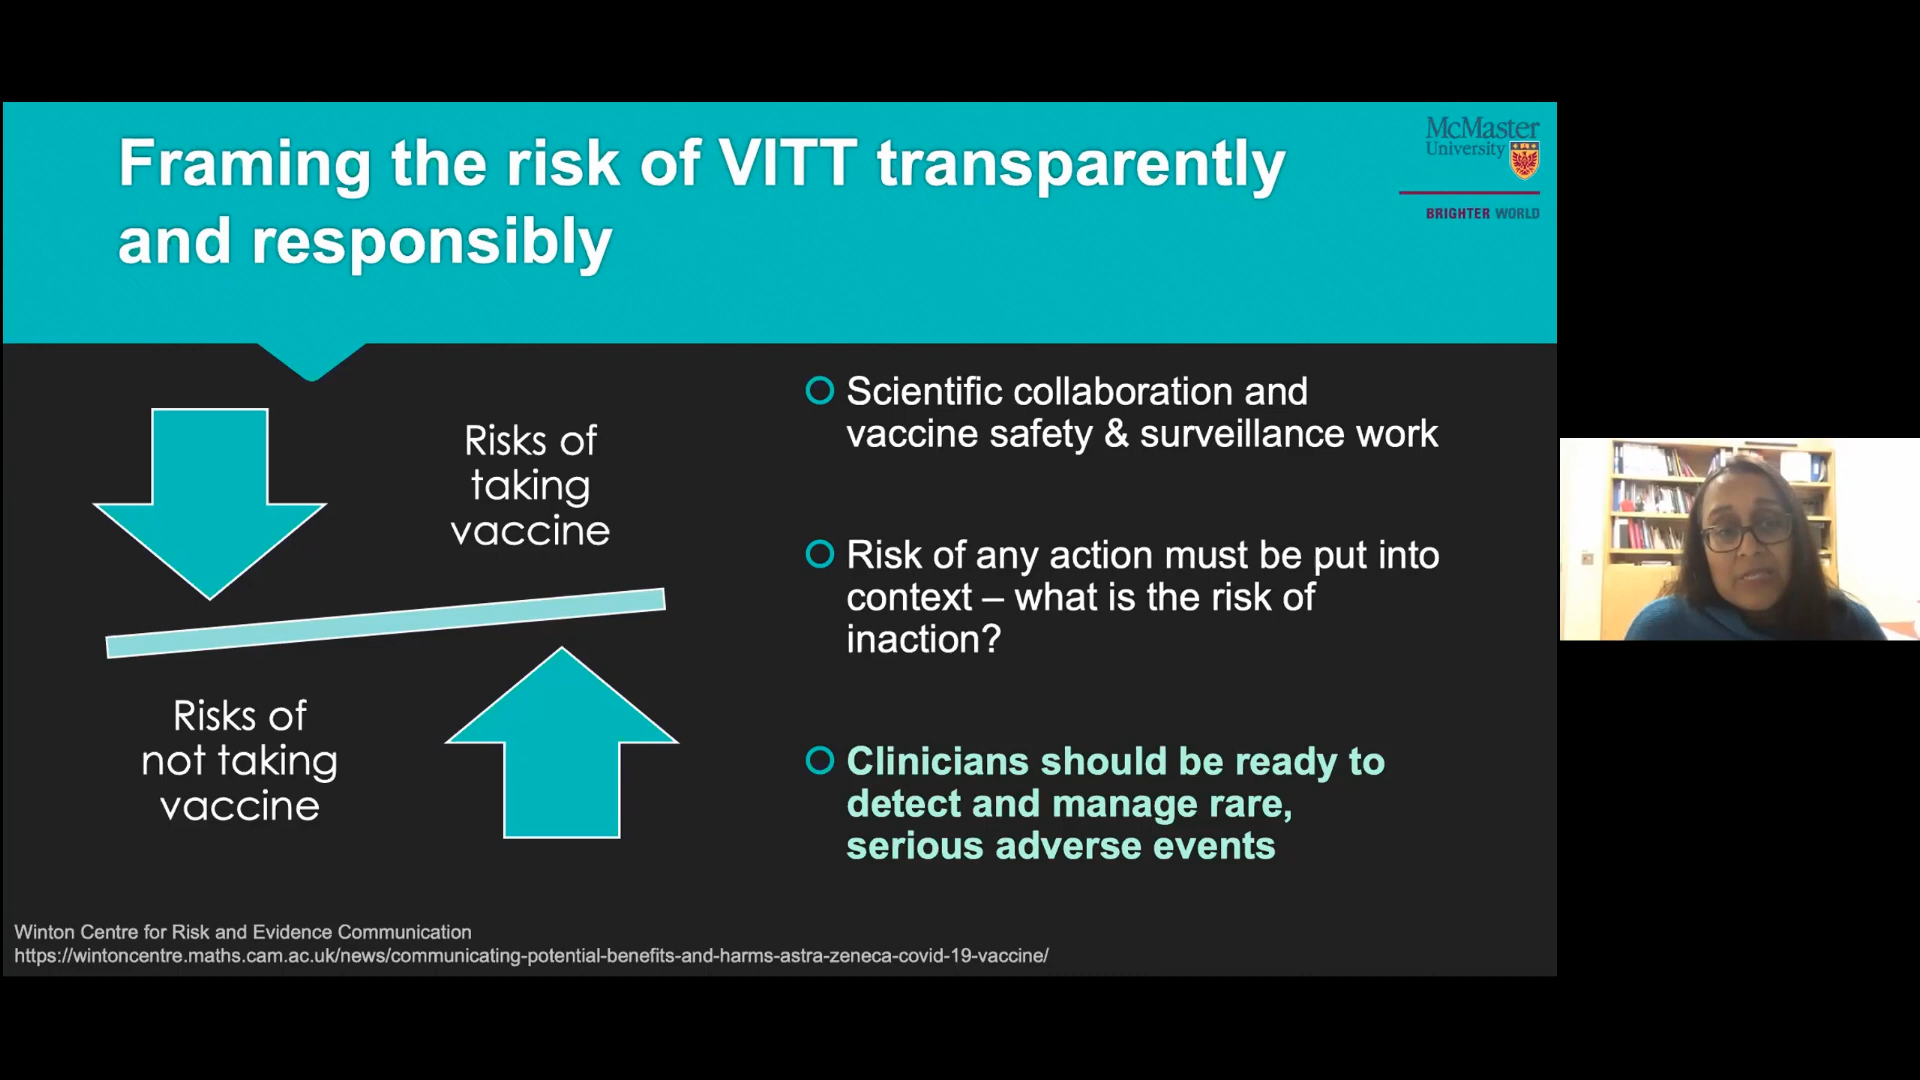 Framing the risk of VITT transparently
and responsibly
McMaster
University
BRIGHTER WORLD
Risks of
taking
vaccine
Risks of
not taking
vaccine
Scientific collaboration and
vaccine safety & surveillance work
Risk of any action must be put into
context – what is the risk of
inaction?
Clinicians should be ready to
detect and manage rare,
serious adverse events
Winton Centre for Risk and Evidence Communication
https://wintoncentre.maths.cam.ac.uk/news/communicating-potential-benefits-and-harms-astra-zeneca-covid-19-vaccine/